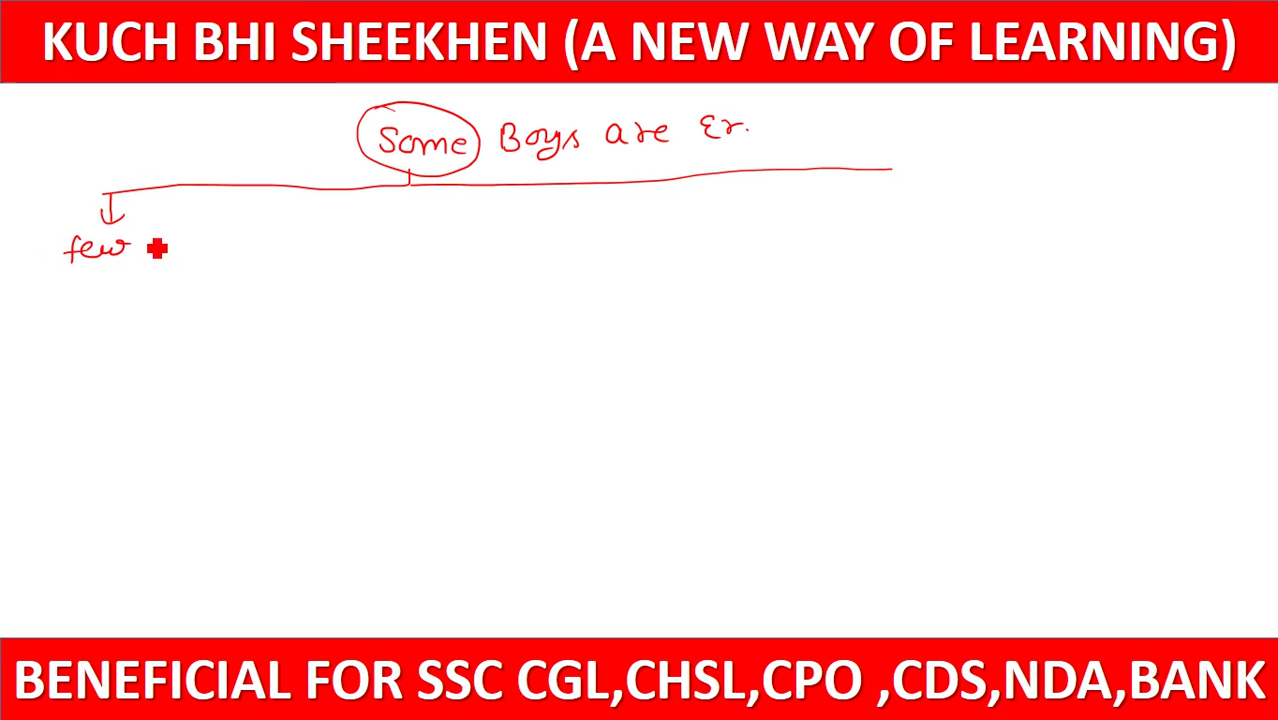 KUCH BHI SHEEKHEN (A NEW WAY OF LEARNING)
Some Boys are Er.
few
BENEFICIAL FOR SSC CGL,CHSL,CPO ,CDS,NDA,BANK